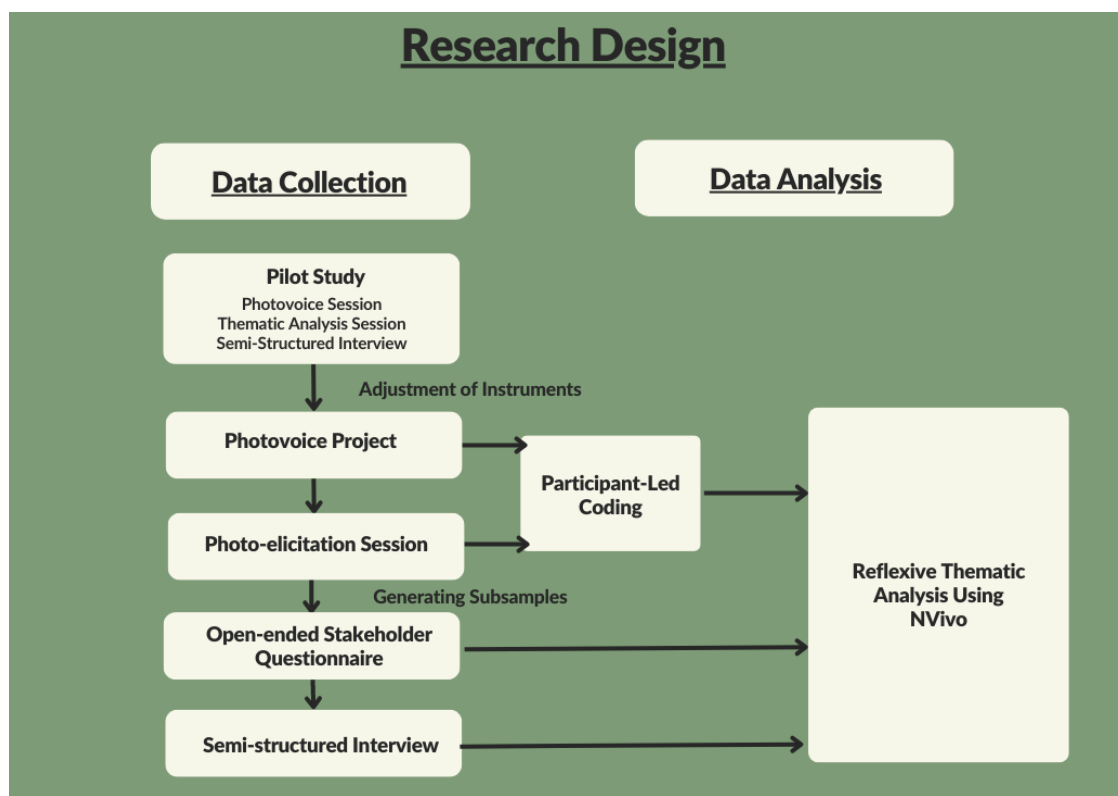 Research Design
Data Collection
Data Analysis
Pilot Study
Photovoice Session
Thematic Analysis Session
Semi-Structured Interview
Adjustment of Instruments
Photovoice Project
Participant-Led
Coding
Photo-elicitation Session
Generating Subsamples
Open-ended Stakeholder
Questionnaire
Semi-structured Interview
Reflexive Thematic
Analysis Using
NVivo